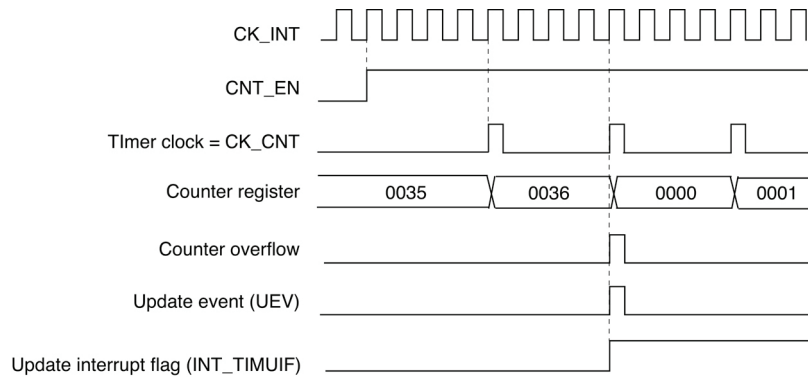 CK_INT
CNT_EN
TImer clock = CK_CNT
Counter register 0035 0036 0000 0001
Counter overflow
Update event (UEV)
Update interrupt flag (INT_TIMUIF)